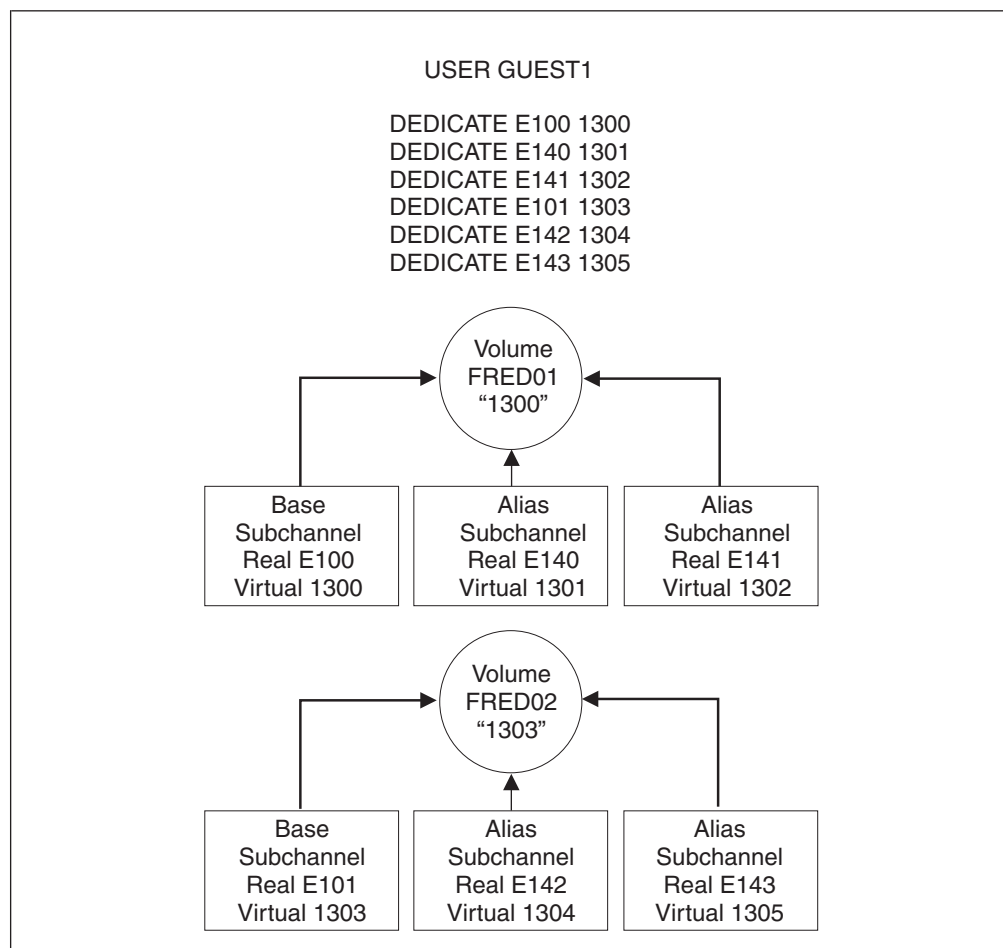 USER GUEST1
DEDICATE E100 1300
DEDICATE E140 1301
DEDICATE E141 1302
DEDICATE E101 1303
DEDICATE E142 1304
DEDICATE E143 1305
Volume
FRED01
“1300”
Base
Subchannel
Real E100
Virtual 1300
Alias
Subchannel
Real E140
Virtual 1301
Alias
Subchannel
Real E141
Virtual 1302
Volume
FRED02
“1303”
Base
Subchannel
Real E101
Virtual 1303
Alias
Subchannel
Real E142
Virtual 1304
Alias
Subchannel
Real E143
Virtual 1305